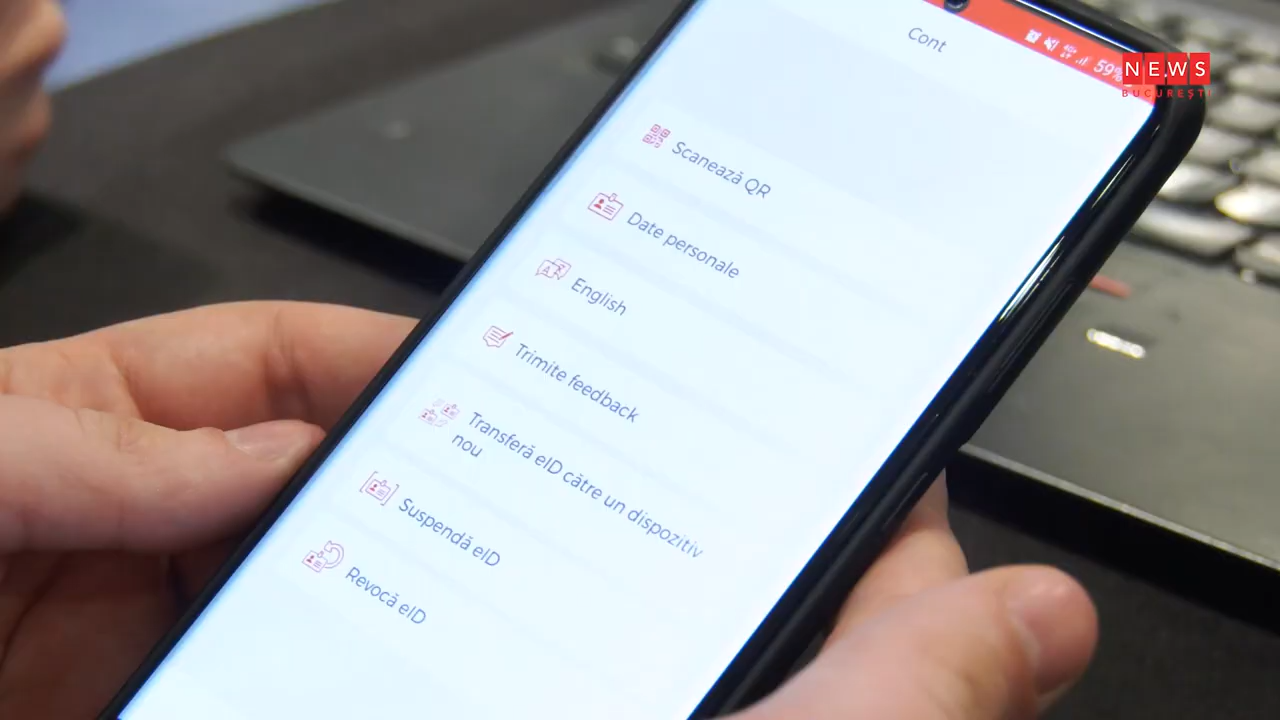 Cont
59%
NEWS
BUCUREȘTI
Scanează QR
Date personale
English
Trimite feedback
Transferă eID către un dispozitiv
nou
Suspendă eID
Revocă eID